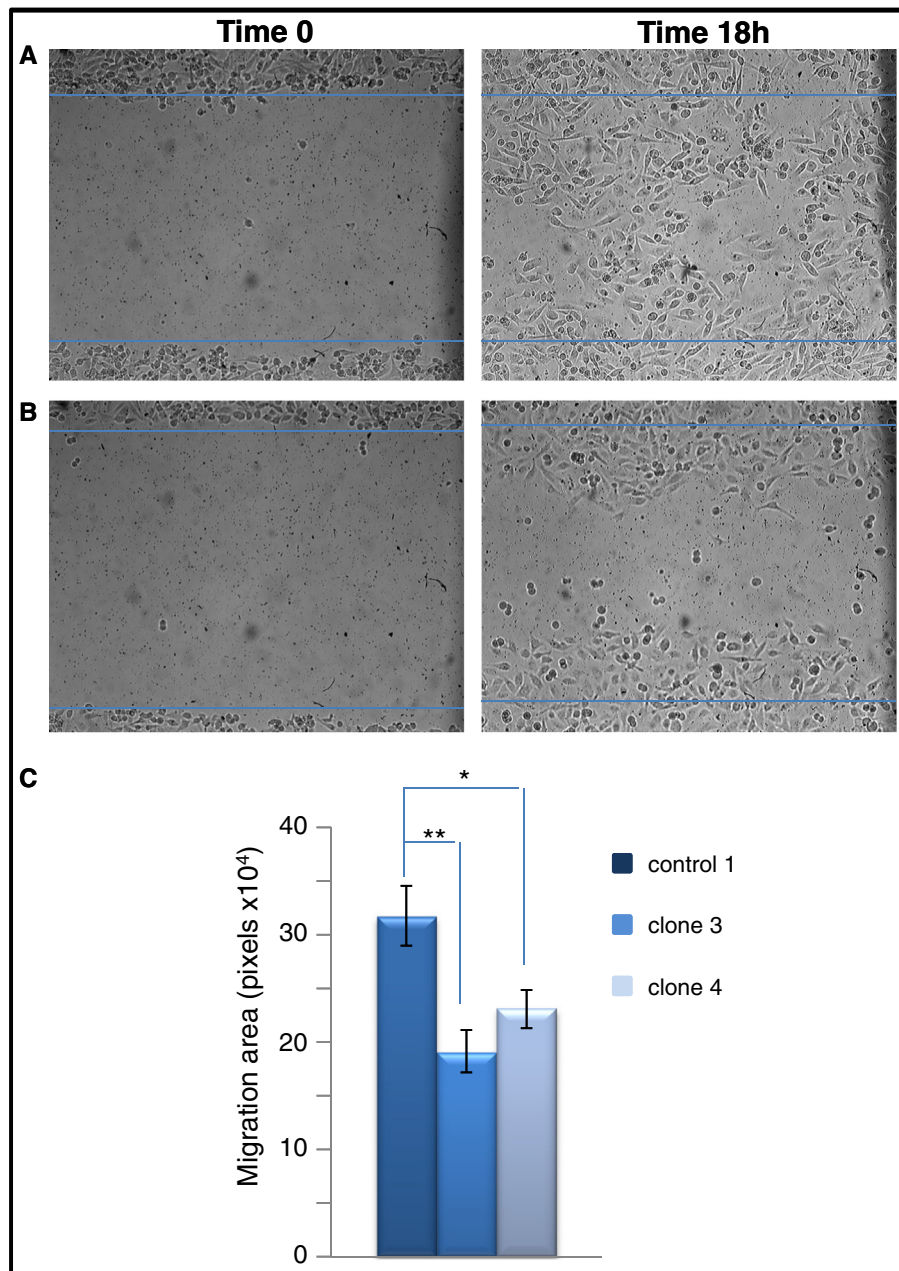 Time 0
Time 18h
A
B
C
*
**
40
30
20
10
0
Migration area (pixels x10⁴)
control 1
clone 3
clone 4